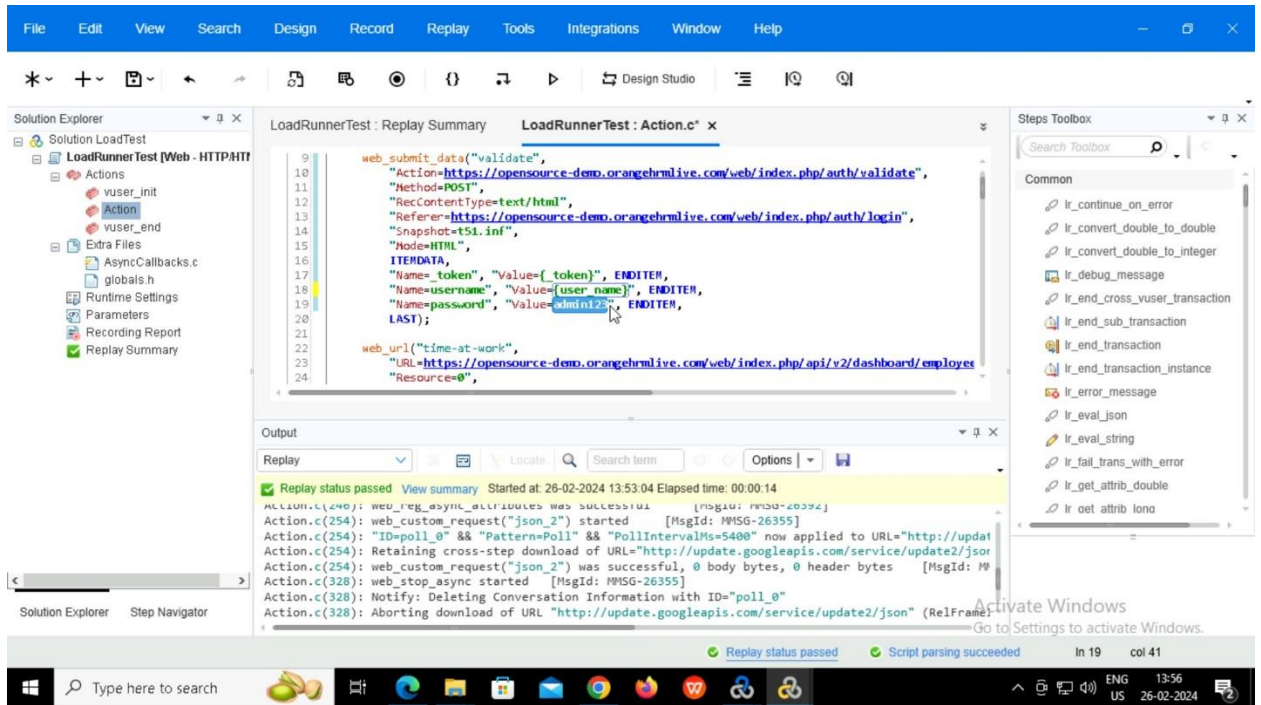 File Edit View Search Design Record Replay Tools Integrations Window Help
Design Studio
Solution Explorer
Solution LoadTest
LoadRunnerTest [Web - HTTP/HTM
Actions
vuser_init
Action
vuser_end
Extra Files
AsyncCallbacks.c
globals.h
Runtime Settings
Parameters
Recording Report
Replay Summary
Solution Explorer Step Navigator
LoadRunnerTest : Replay Summary LoadRunnerTest : Action.c* ×
9 web_submit_data("validate",
10 "Action=https://opensource-demo.orangehrmlive.com/web/index.php/auth/validate",
11 "Method=POST",
12 "RecContentType=text/html",
13 "Referer=https://opensource-demo.orangehrmlive.com/web/index.php/auth/login",
14 "Snapshot=t51.inf",
15 "Mode=HTML",
16 ITEMDATA,
17 "Name=_token", "Value={_token}", ENDITEM,
18 "Name=username", "Value={user_name}", ENDITEM,
19 "Name=password", "Value=admin123", ENDITEM,
20 LAST);
21
22 web_url("time-at-work",
23 "URL=https://opensource-demo.orangehrmlive.com/web/index.php/api/v2/dashboard/employee
24 "Resource=0",
Output
Replay Locate Search term Options
Replay status passed View summary Started at: 26-02-2024 13:53:04 Elapsed time: 00:00:14
Action.c(246): web_reg_async_attributes was successful [MsgId: MMSG-26392]
Action.c(254): web_custom_request("json_2") started [MsgId: MMSG-26355]
Action.c(254): "ID=poll_0" && "Pattern=Poll" && "PollIntervalMs=5400" now applied to URL="http://updat
Action.c(254): Retaining cross-step download of URL="http://update.googleapis.com/service/update2/jsor
Action.c(254): web_custom_request("json_2") was successful, 0 body bytes, 0 header bytes [MsgId: MM
Action.c(328): web_stop_async started [MsgId: MMSG-26355]
Action.c(328): Notify: Deleting Conversation Information with ID="poll_0"
Action.c(328): Aborting download of URL "http://update.googleapis.com/service/update2/json" (RelFrameI
Steps Toolbox
Search Toolbox
Common
lr_continue_on_error
lr_convert_double_to_double
lr_convert_double_to_integer
lr_debug_message
lr_end_cross_vuser_transaction
lr_end_sub_transaction
lr_end_transaction
lr_end_transaction_instance
lr_error_message
lr_eval_json
lr_eval_string
lr_fail_trans_with_error
lr_get_attrib_double
lr_get_attrib_long
Activate Windows
Go to Settings to activate Windows.
Replay status passed Script parsing succeeded ln 19 col 41
Type here to search
ENG
US
13:56
26-02-2024
2